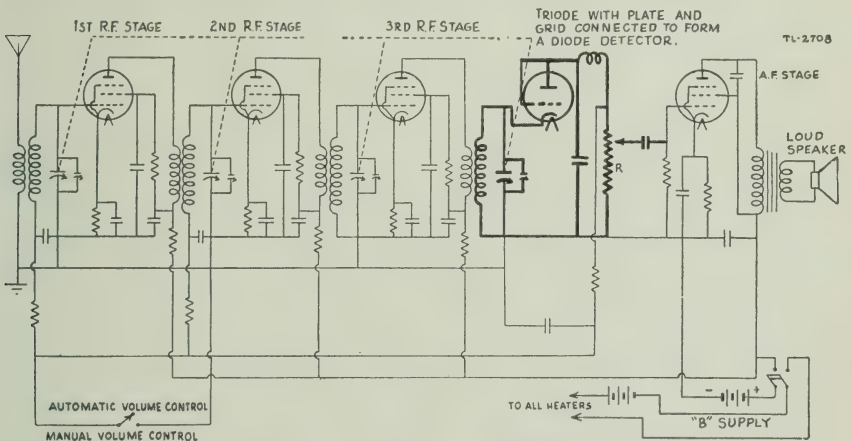 1ST R.F. STAGE
2ND R.F. STAGE
3RD R.F. STAGE
TRIODE WITH PLATE AND
GRID CONNECTED TO FORM
A DIODE DETECTOR.
TL-2708
A.F. STAGE
LOUD
SPEAKER
R
AUTOMATIC VOLUME CONTROL
MANUAL VOLUME CONTROL
TO ALL HEATERS
- +
"B" SUPPLY